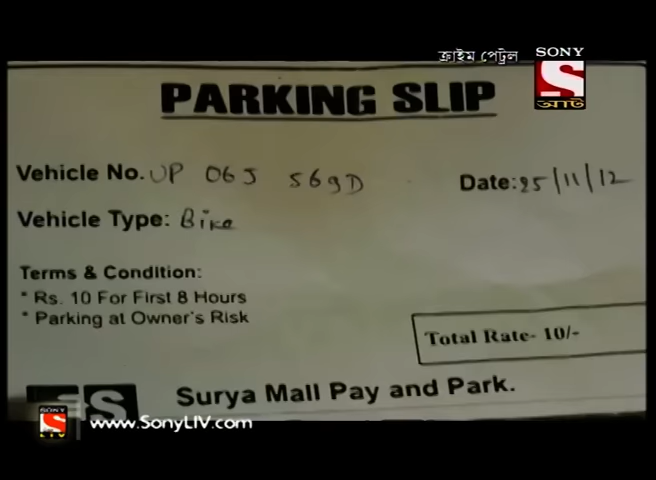 ক্রাইম পেট্রল
SONY
S
আট
PARKING SLIP
Vehicle No. UP 06J 569D
Date: 25/11/12
Vehicle Type: Bike
Terms & Condition:
* Rs. 10 For First 8 Hours
* Parking at Owner's Risk
Total Rate- 10/-
Surya Mall Pay and Park.
SONY
S
LIV
www.SonyLIV.com